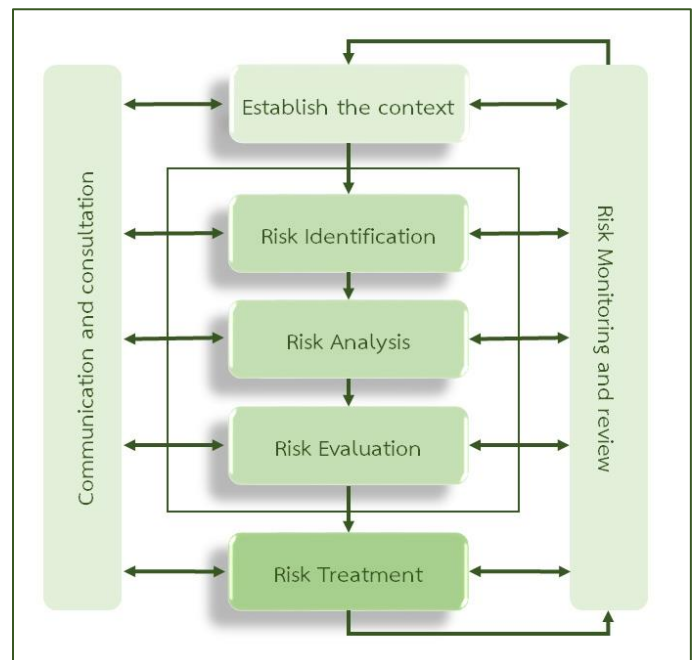 Establish the context
Risk Identification
Risk Analysis
Risk Evaluation
Risk Treatment
Communication and consultation
Risk Monitoring and review